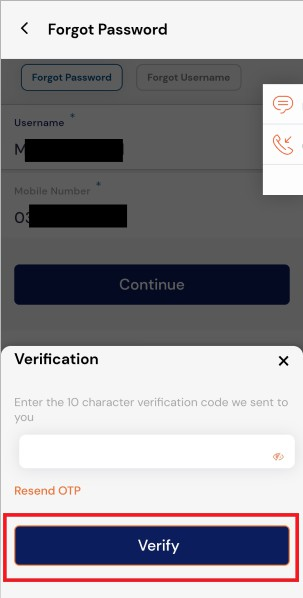 Forgot Password
Forgot Password Forgot Username
Username *
M
Mobile Number *
03
Continue
Verification
Enter the 10 character verification code we sent to
you
Resend OTP
Verify